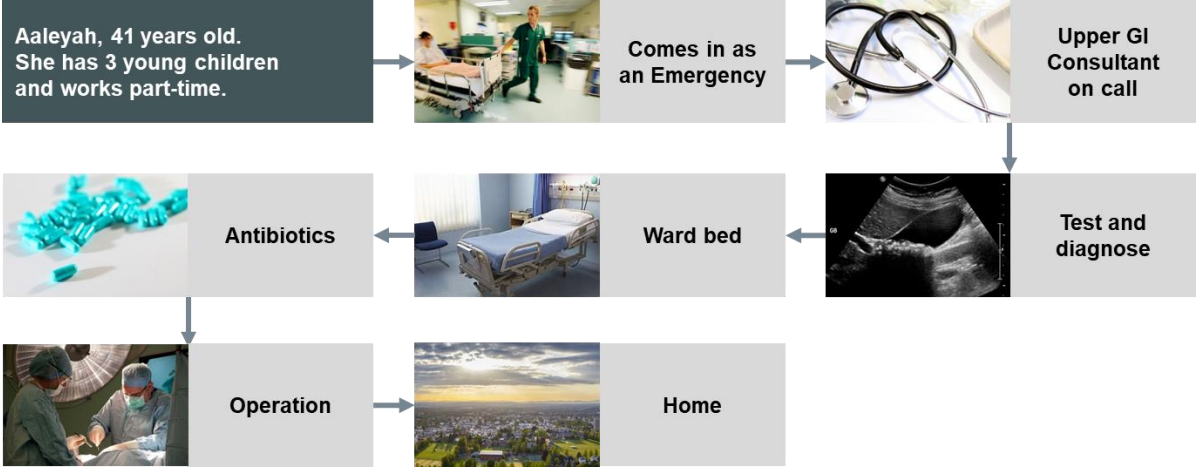 Aaleyah, 41 years old.
She has 3 young children
and works part-time.
Comes in as
an Emergency
Upper GI
Consultant
on call
Test and
diagnose
GB
Ward bed
Antibiotics
Operation
Home